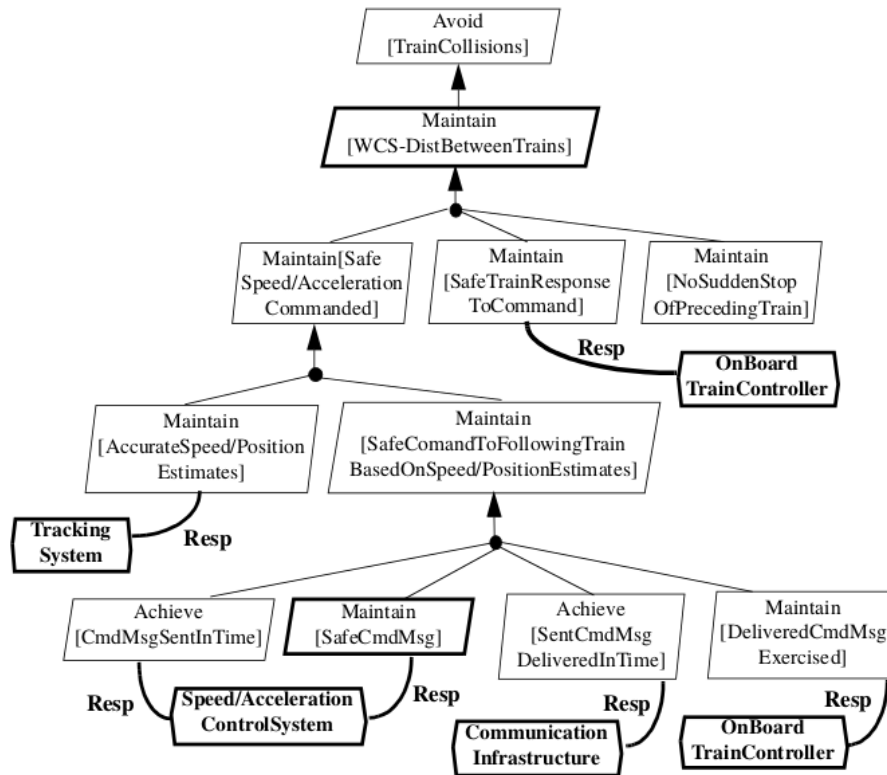 Avoid
[TrainCollisions]
Maintain
[WCS-DistBetweenTrains]
Maintain[Safe
Speed/Acceleration
Commanded]
Maintain
[SafeTrainResponse
ToCommand]
Maintain
[NoSuddenStop
OfPrecedingTrain]
Resp
OnBoard
TrainController
Maintain
[AccurateSpeed/Position
Estimates]
Maintain
[SafeComandToFollowingTrain
BasedOnSpeed/PositionEstimates]
Tracking
System
Resp
Achieve
[CmdMsgSentInTime]
Maintain
[SafeCmdMsg]
Achieve
[SentCmdMsg
DeliveredInTime]
Maintain
[DeliveredCmdMsg
Exercised]
Resp
Speed/Acceleration
ControlSystem
Resp
Resp
Communication
Infrastructure
Resp
OnBoard
TrainController